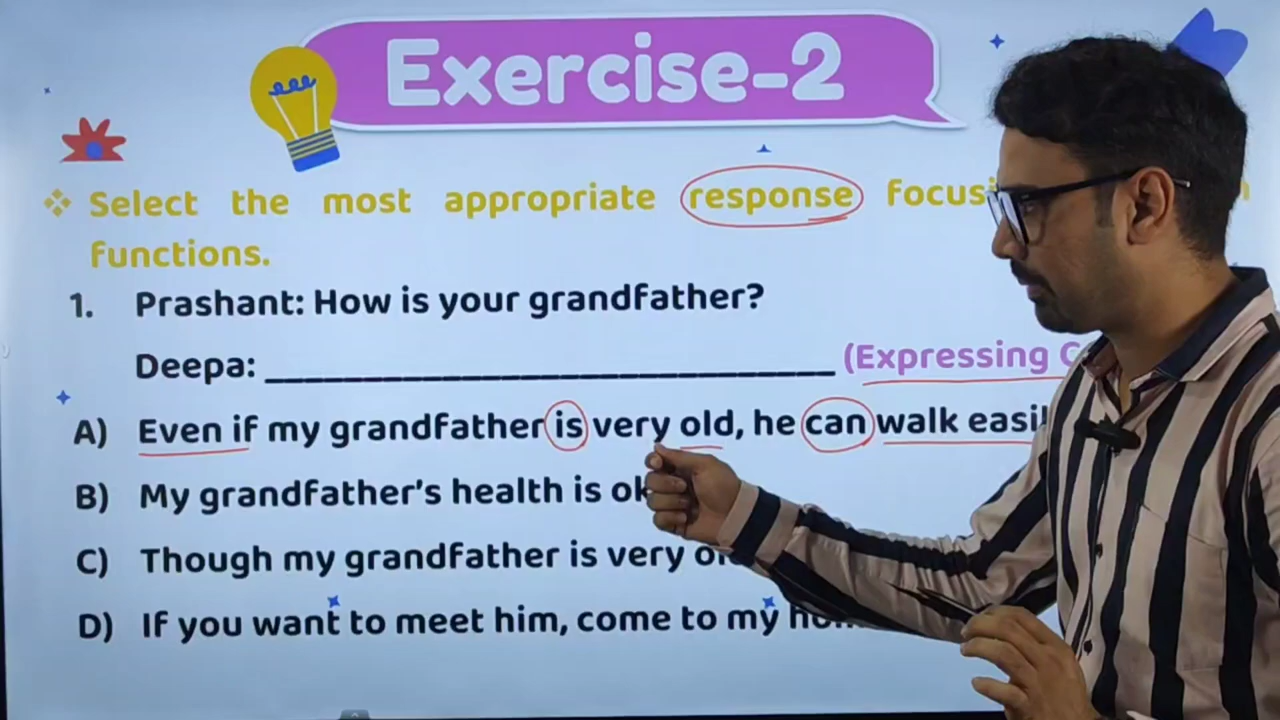 Exercise-2
Select the most appropriate response
functions.
1. Prashant: How is your grandfather?
Deepa: ____________________ (Expressing
A) Even if my grandfather is very old, he can walk
B) My grandfather's health is
C) Though my grandfather is very
D) If you want to meet him, come to my